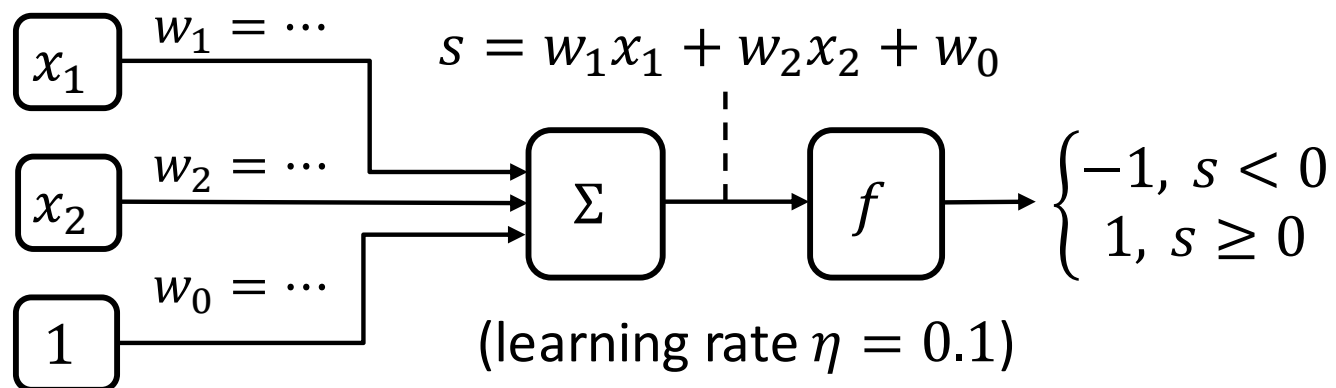 x₁
w₁ = ⋯
s = w₁x₁ + w₂x₂ + w₀
x₂
w₂ = ⋯
Σ
f
{ −1, s < 0
1, s ≥ 0
1
w₀ = ⋯
(learning rate η = 0.1)